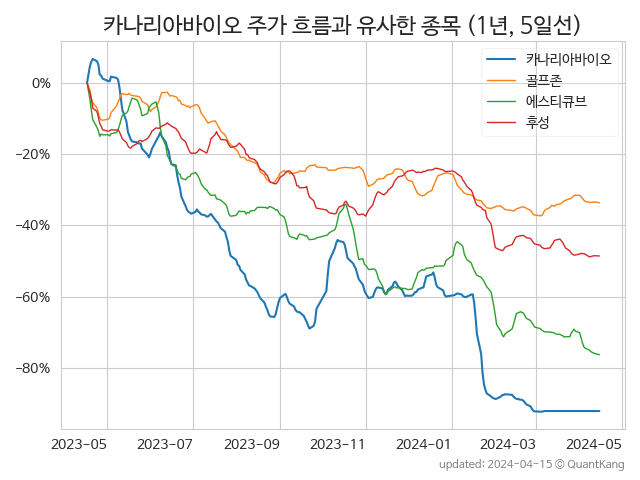 카나리아바이오 주가 흐름과 유사한 종목 (1년, 5일선)
카나리아바이오
골프존
에스티큐브
후성
0%
−20%
−40%
−60%
−80%
2023-05 2023-07 2023-09 2023-11 2024-01 2024-03 2024-05
updated: 2024-04-15 © QuantKang